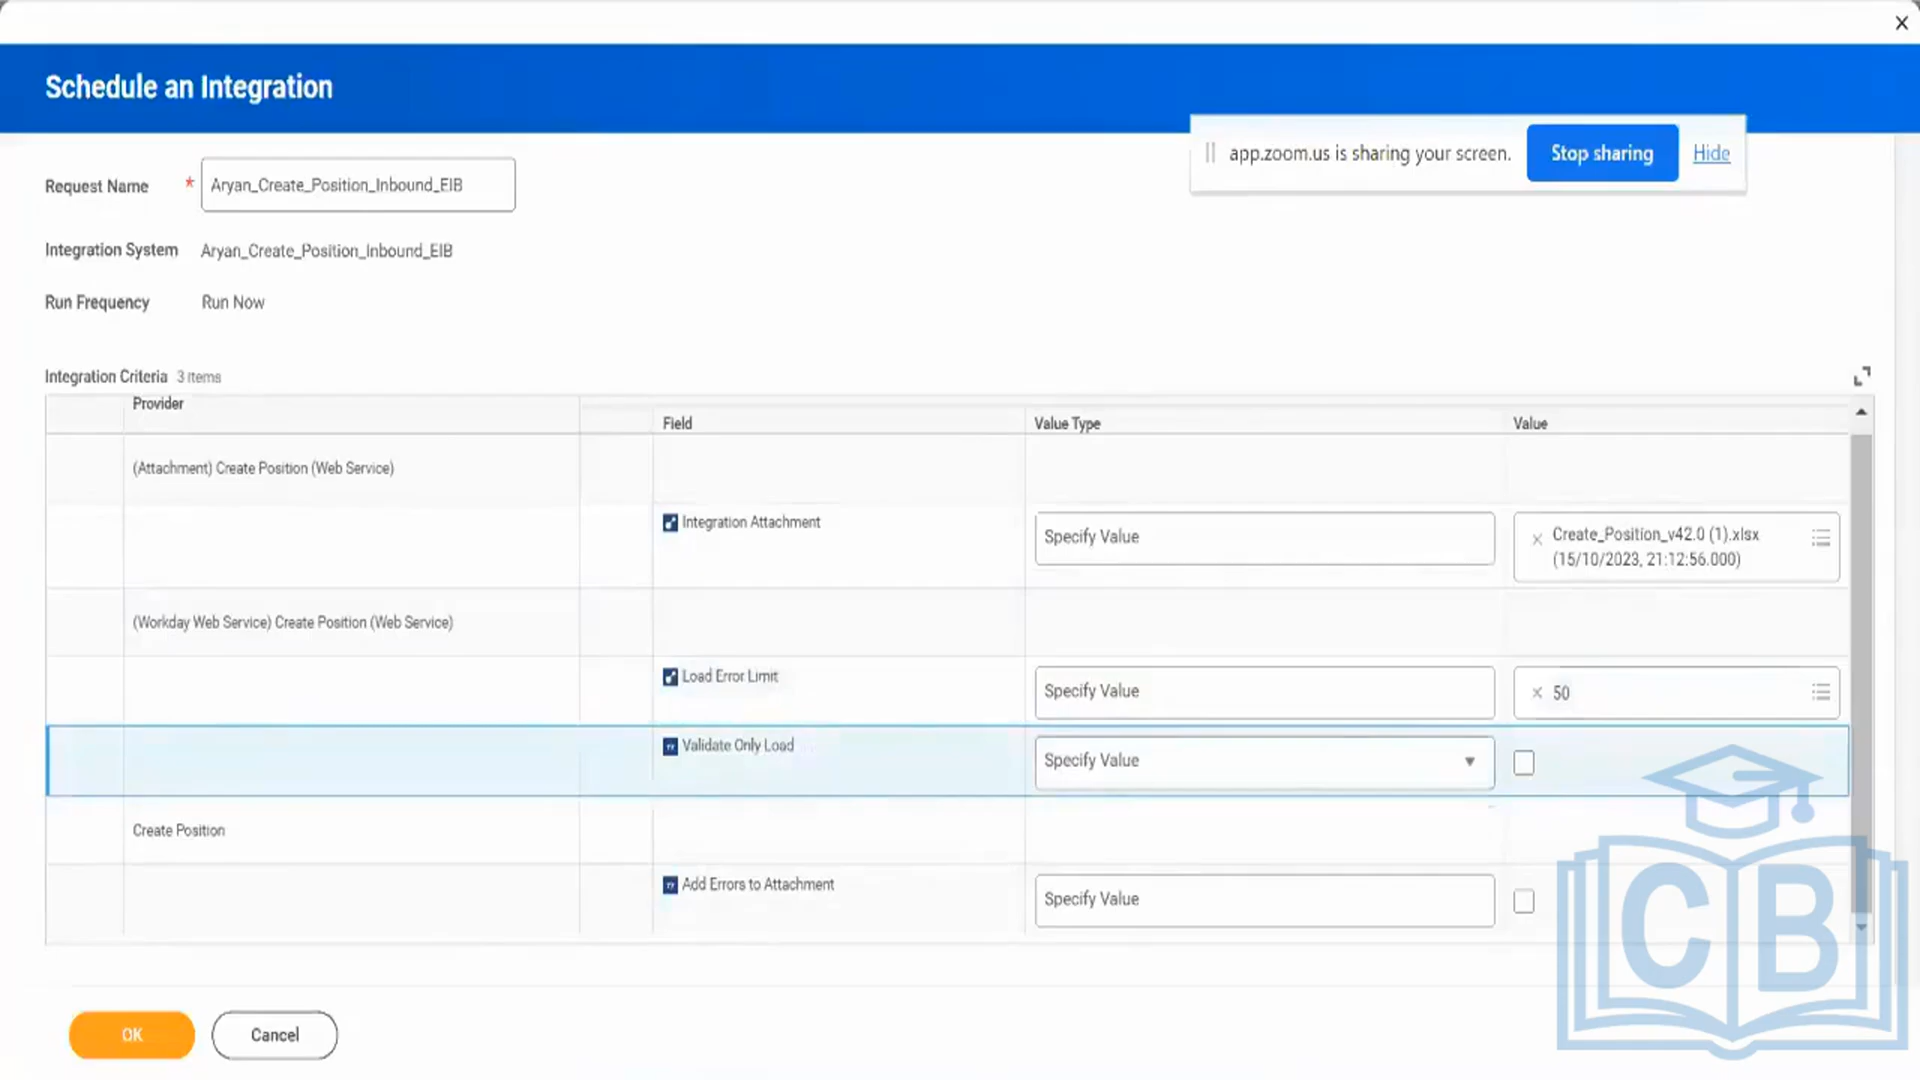 Schedule an Integration
app.zoom.us is sharing your screen. Stop sharing Hide
Request Name * Aryan_Create_Position_Inbound_EIB
Integration System Aryan_Create_Position_Inbound_EIB
Run Frequency Run Now
Integration Criteria 3 items
Provider Field Value Type Value
(Attachment) Create Position (Web Service)
Integration Attachment Specify Value Create_Position_v42.0 (1).xlsx
(15/10/2023, 21:12:56.000)
(Workday Web Service) Create Position (Web Service)
Load Error Limit Specify Value 50
Validate Only Load Specify Value
Create Position
Add Errors to Attachment Specify Value
OK Cancel
CB